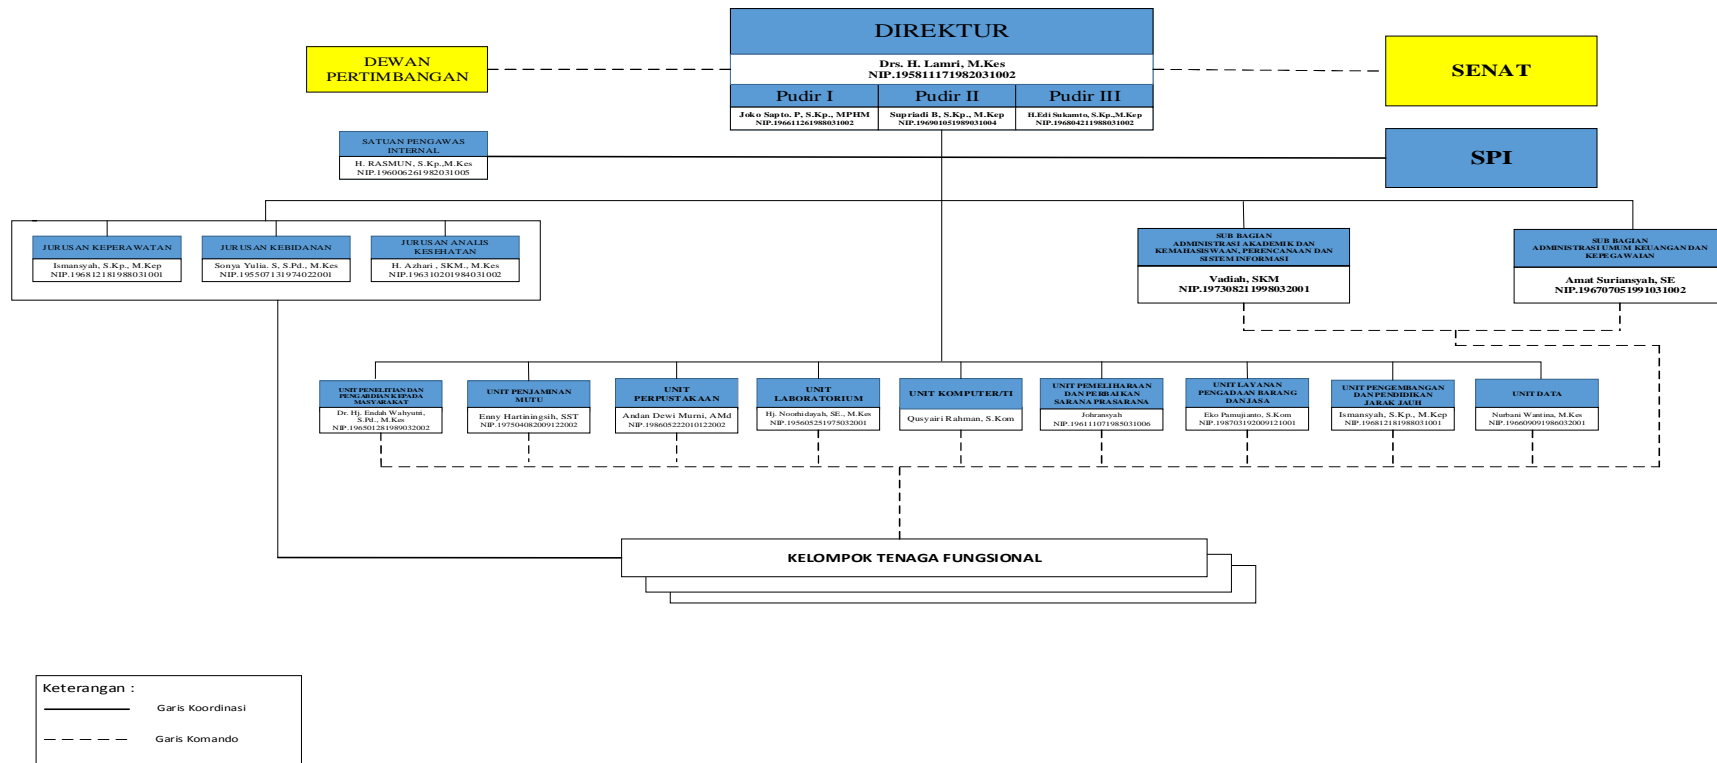 DIREKTUR
Drs. H. Lamri, M.Kes
NIP.195811171982031002
Pudir I
Pudir II
Pudir III
Joko Sapto. P, S.Kp., MPHM
NIP.196611261988031002
Supriadi B, S.Kp., M.Kep
NIP.196901051989031004
H.Edi Sukamto, S.Kp.,M.Kep
NIP.196804211988031002
DEWAN
PERTIMBANGAN
SENAT
SATUAN PENGAWAS
INTERNAL
H. RASMUN, S.Kp.,M.Kes
NIP.196006261982031005
SPI
JURUSAN KEPERAWATAN
Ismansyah, S.Kp., M.Kep
NIP.196812181988031001
JURUSAN KEBIDANAN
Sonya Yulia. S, S.Pd., M.Kes
NIP.195507131974022001
JURUSAN ANALIS
KESEHATAN
H. Azhari , SKM., M.Kes
NIP.196310201984031002
SUB BAGIAN
ADMINISTRASI AKADEMIK DAN
KEMAHASISWAAN, PERENCANAAN DAN
SISTEM INFORMASI
Vadiah, SKM
NIP.197308211998032001
SUB BAGIAN
ADMINISTRASI UMUM KEUANGAN DAN
KEPEGAWAIAN
Amat Suriansyah, SE
NIP.196707051991031002
UNIT PENELITIAN DAN
PENGABDIAN KEPADA
MASYARAKAT
Dr. Hj. Endah Wahyutri,
S.Pd., M.Kes
NIP.196501281989032002
UNIT PENJAMINAN
MUTU
Enny Hartiningsih, SST
NIP.197504082009122002
UNIT
PERPUSTAKAAN
Andan Dewi Murni, AMd
NIP.198605222010122002
UNIT
LABORATORIUM
Hj. Noorhidayah, SE., M.Kes
NIP.195605251975032001
UNIT KOMPUTER/TI
Qusyairi Rahman, S.Kom
UNIT PEMELIHARAAN
DAN PERBAIKAN
SARANA PRASARANA
Johransyah
NIP.196111071985031006
UNIT LAYANAN
PENGADAAN BARANG
DAN JASA
Eko Pamujianto, S.Kom
NIP.198703192009121001
UNIT PENGEMBANGAN
DAN PENDIDIKAN
JARAK JAUH
Ismansyah, S.Kp., M.Kep
NIP.196812181988031001
UNIT DATA
Nurbani Wantina, M.Kes
NIP.196609091986032001
KELOMPOK TENAGA FUNGSIONAL
Keterangan :
Garis Koordinasi
Garis Komando